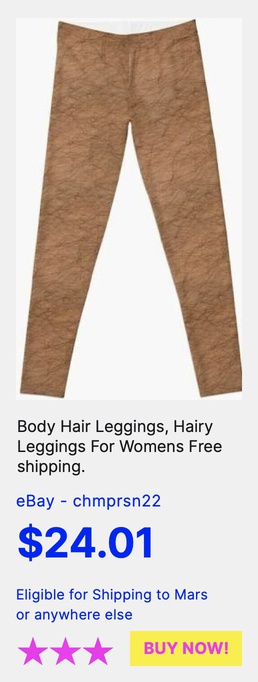 Body Hair Leggings, Hairy
Leggings For Womens Free
shipping.
eBay - chmprsn22
$24.01
Eligible for Shipping to Mars
or anywhere else
BUY NOW!